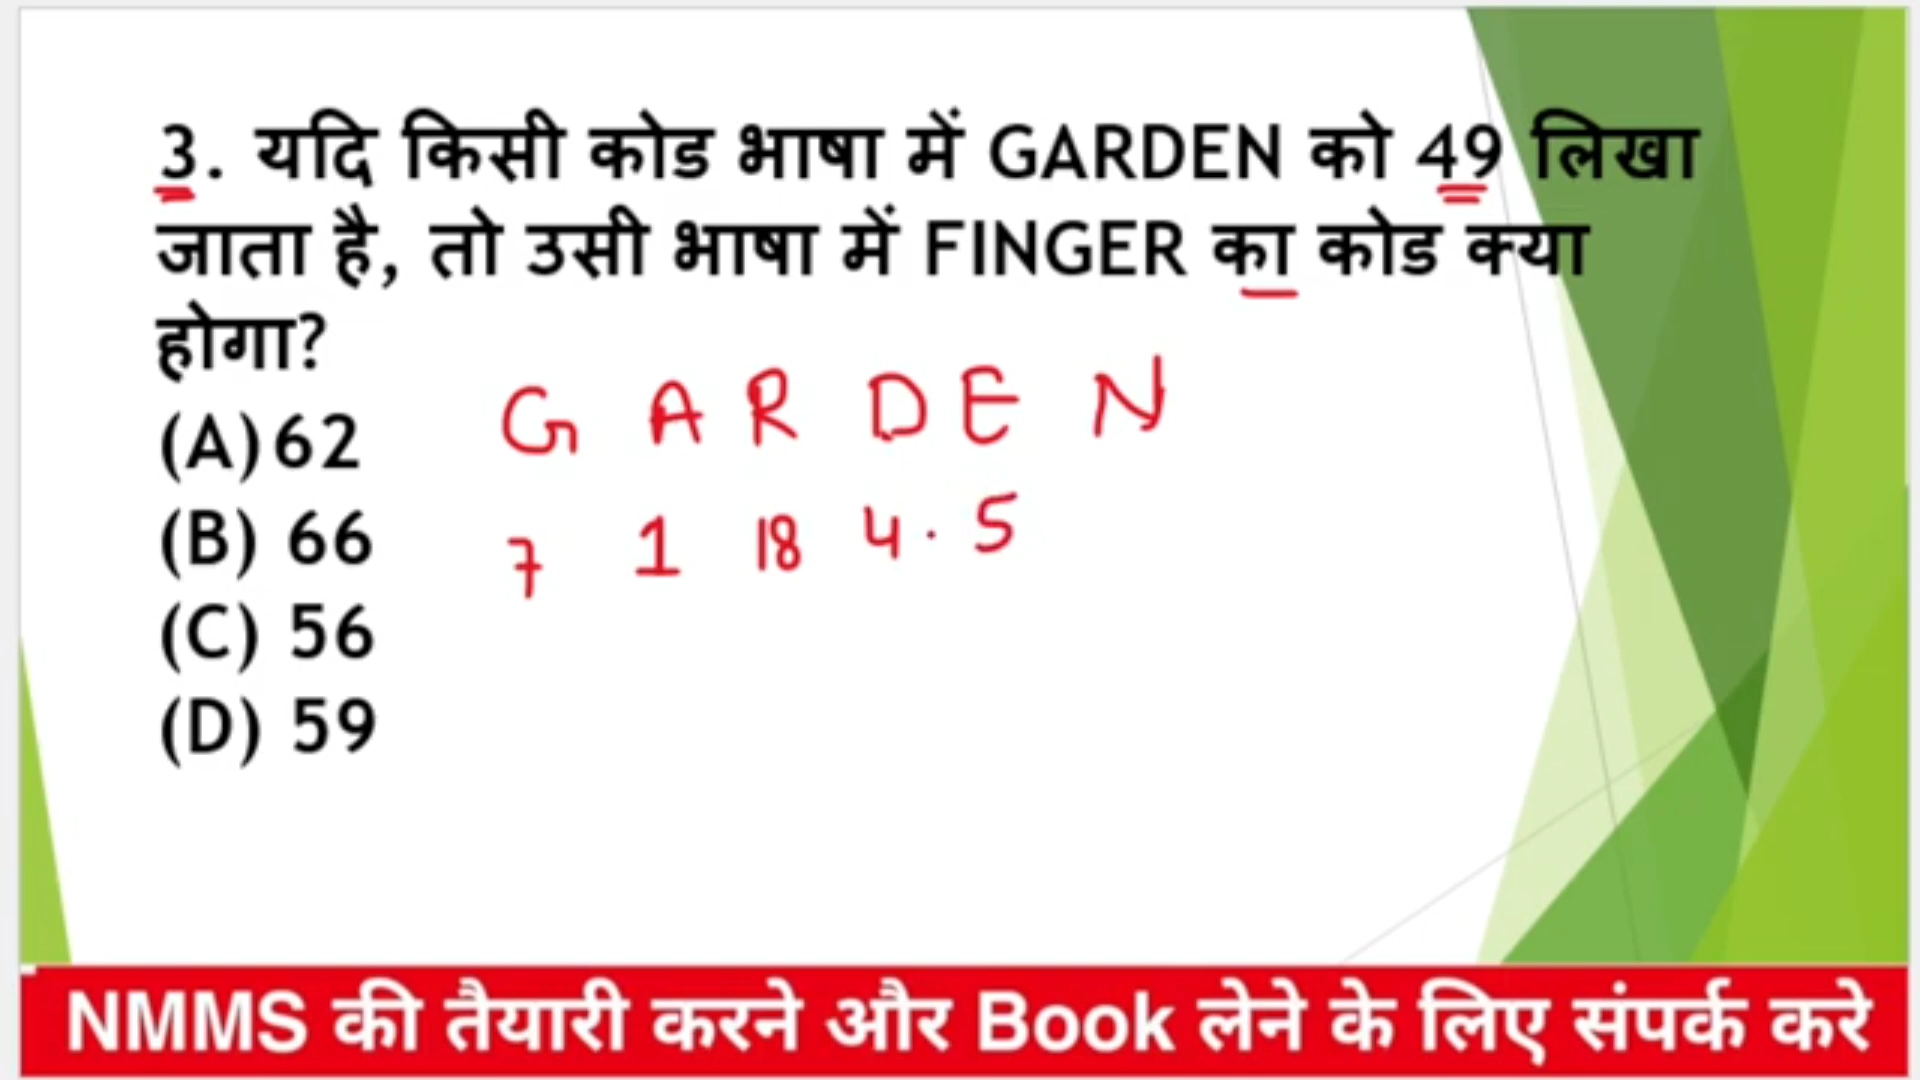 3. यदि किसी कोड भाषा में GARDEN को 49 लिखा
जाता है, तो उसी भाषा में FINGER का कोड क्या
होगा?
(A) 62
(B) 66
(C) 56
(D) 59
G A R D E N
7 1 18 4 . 5
NMMS की तैयारी करने और Book लेने के लिए संपर्क करे